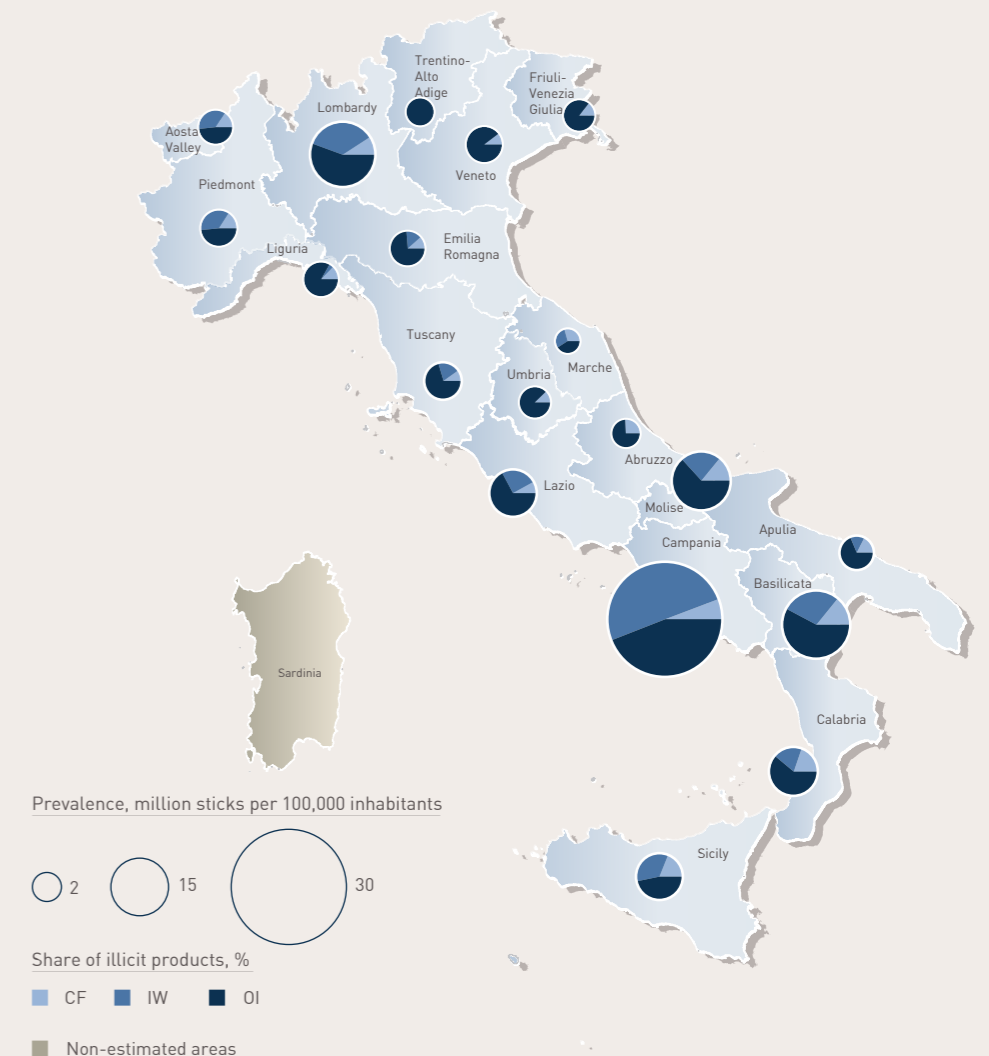 Trentino-
Alto
Adige
Friuli-
Venezia
Giulia
Lombardy
Aosta
Valley
Veneto
Piedmont
Emilia
Romagna
Liguria
Tuscany
Marche
Umbria
Abruzzo
Lazio
Molise
Apulia
Campania
Basilicata
Sardinia
Calabria
Sicily
Prevalence, million sticks per 100,000 inhabitants
2
15
30
Share of illicit products, %
CF
IW
OI
Non-estimated areas